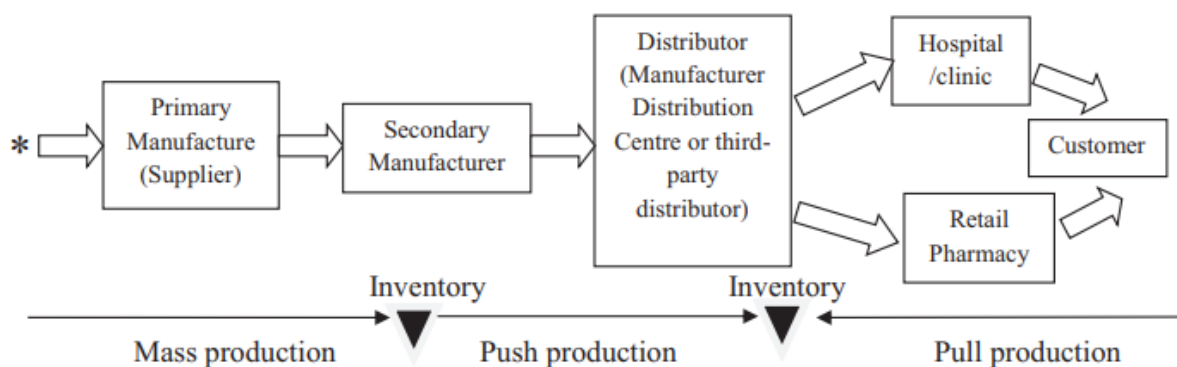 *
Primary
Manufacture
(Supplier)
Secondary
Manufacturer
Distributor
(Manufacturer
Distribution
Centre or third-
party
distributor)
Hospital
/clinic
Retail
Pharmacy
Customer
Inventory
Inventory
Mass production
Push production
Pull production